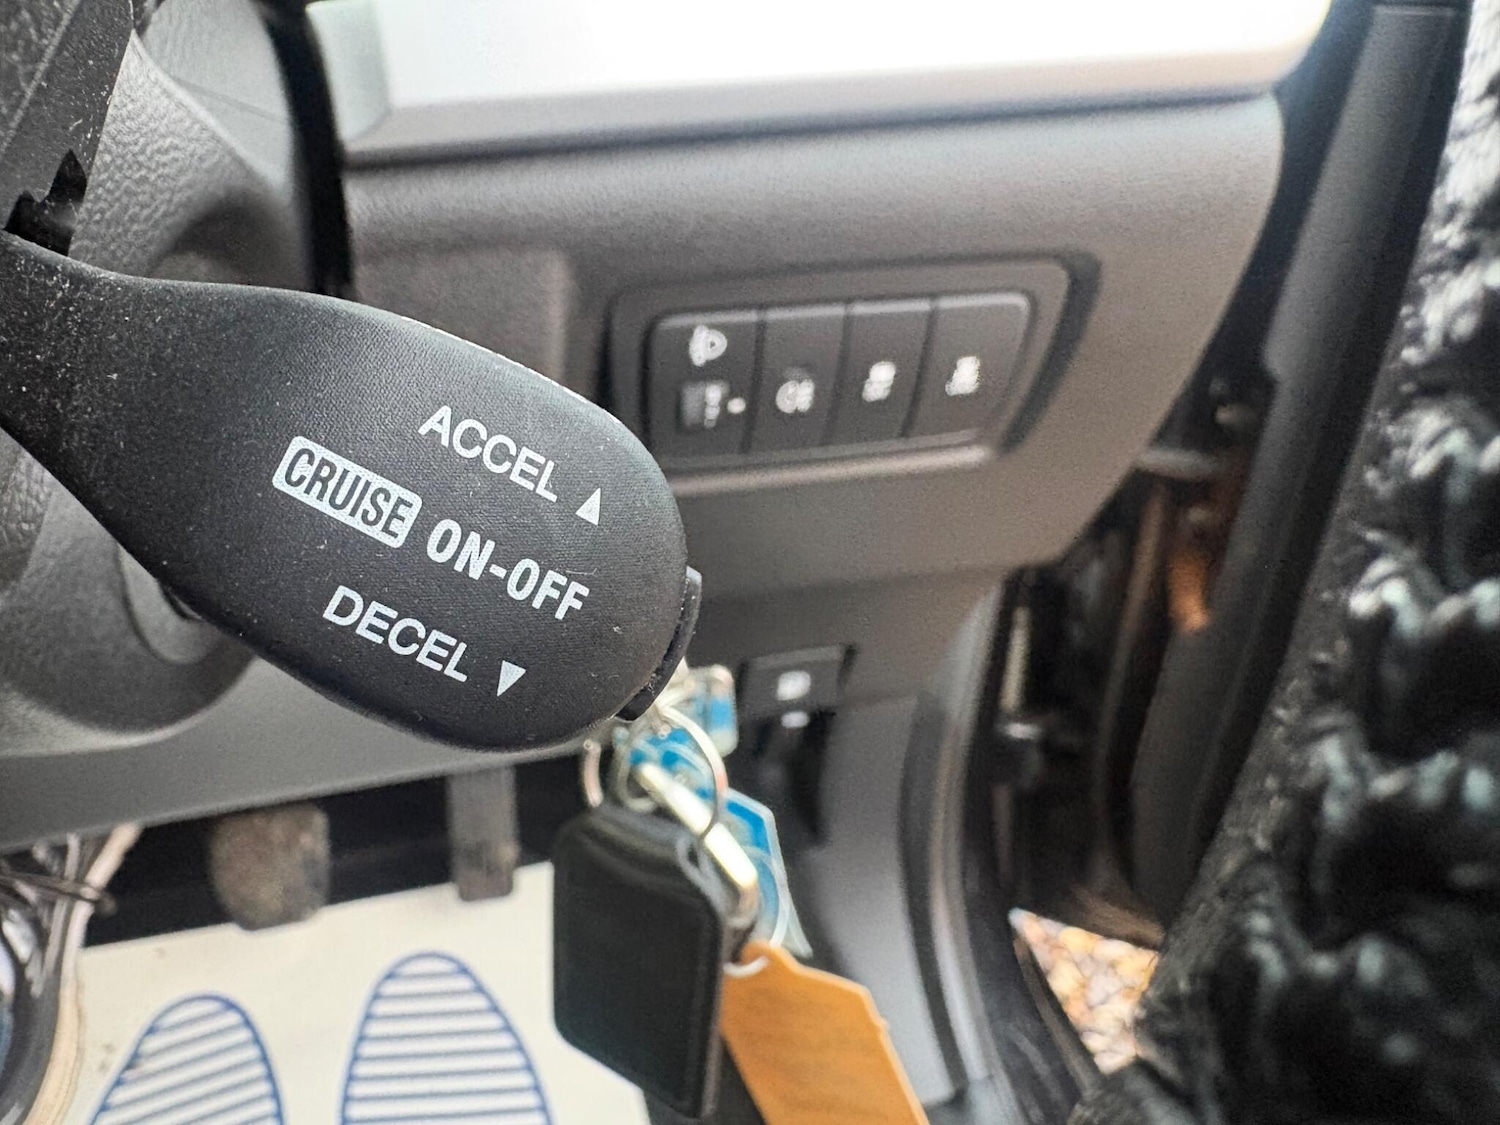 ACCEL ▲
CRUISE ON-OFF
DECEL ▼